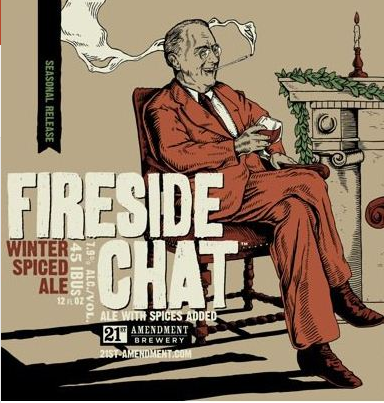 SEASONAL RELEASE
FIRESIDE
CHAT™
WINTER
SPICED
ALE
12 FL OZ
45 IBUS
7.9% ALC./VOL.
ALE WITH SPICES ADDED
21ST AMENDMENT
BREWERY
21ST-AMENDMENT.COM